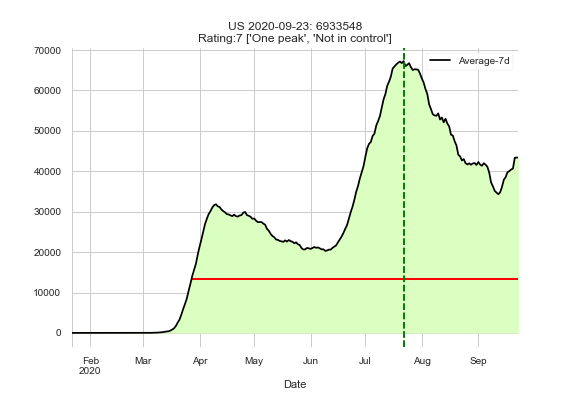 US 2020-09-23: 6933548
Rating:7 ['One peak', 'Not in control']
70000
60000
50000
40000
30000
20000
10000
0
Average-7d
Feb
2020
Mar
Apr
May
Jun
Jul
Aug
Sep
Date